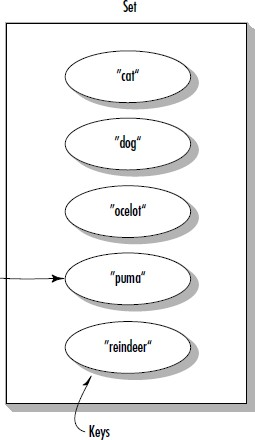 Set
"cat"
"dog"
"ocelot"
"puma"
"reindeer"
Keys